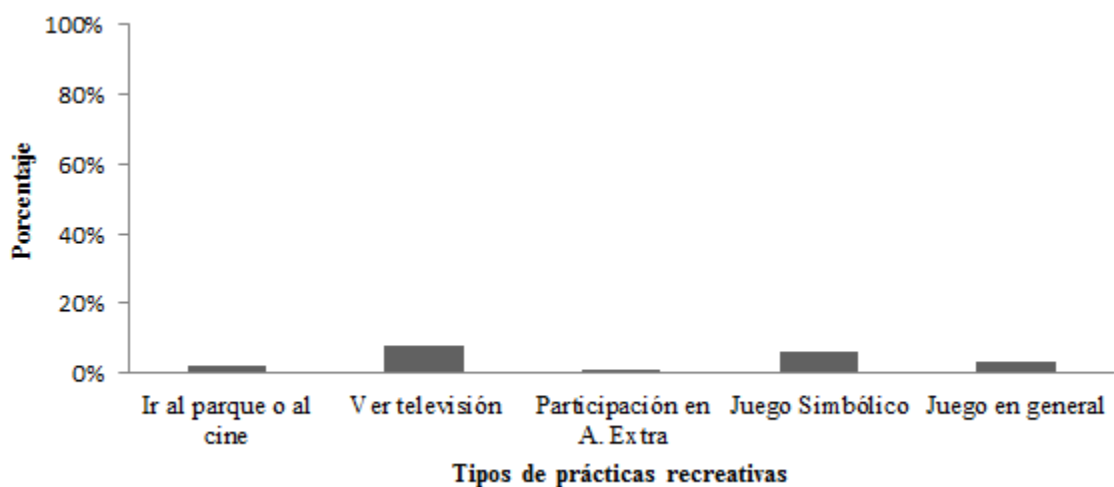 100%
80%
60%
40%
20%
0%
Porcentaje
Ir al parque o al
cine
Ver televisión
Participación en
A. Extra
Juego Simbólico
Juego en general
Tipos de prácticas recreativas